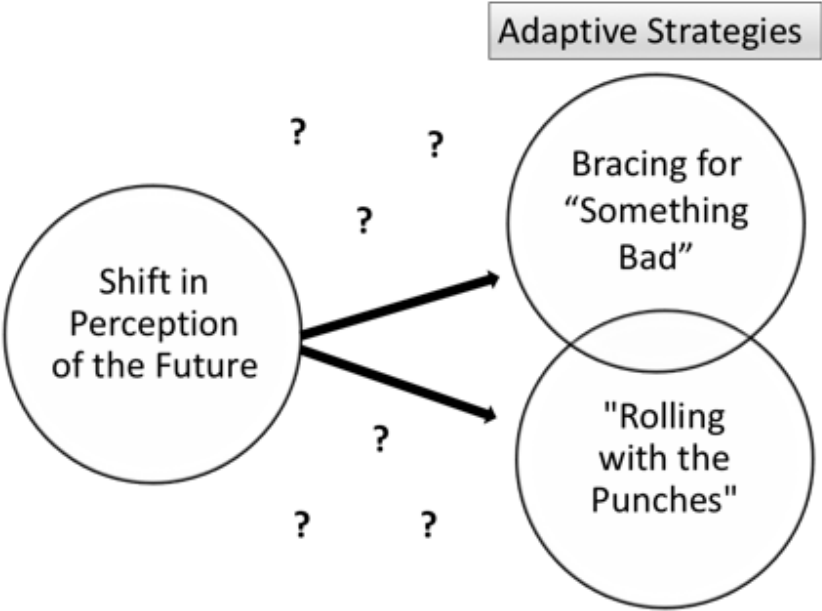 Adaptive Strategies
?
?
?
Bracing for
“Something
Bad”
Shift in
Perception
of the Future
"Rolling
with the
Punches"
?
?
?